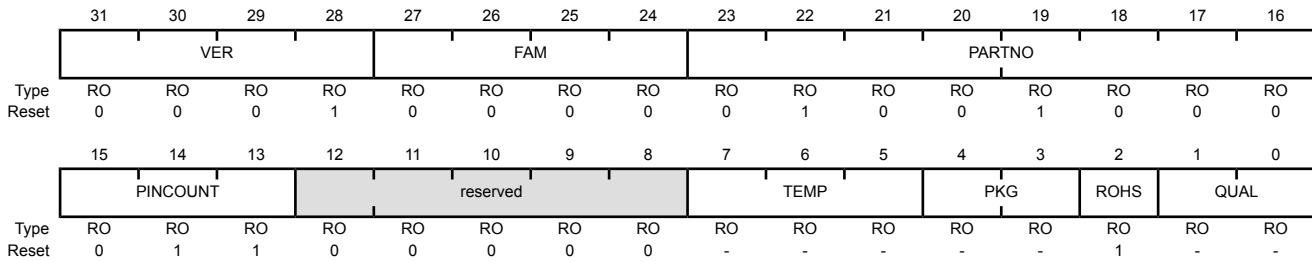 31 30 29 28 27 26 25 24 23 22 21 20 19 18 17 16
VER FAM PARTNO
Type RO RO RO RO RO RO RO RO RO RO RO RO RO RO RO RO
Reset 0 0 0 1 0 0 0 0 0 1 0 0 1 0 0 0
15 14 13 12 11 10 9 8 7 6 5 4 3 2 1 0
PINCOUNT reserved TEMP PKG ROHS QUAL
Type RO RO RO RO RO RO RO RO RO RO RO RO RO RO RO RO
Reset 0 1 1 0 0 0 0 0 - - - - - 1 - -